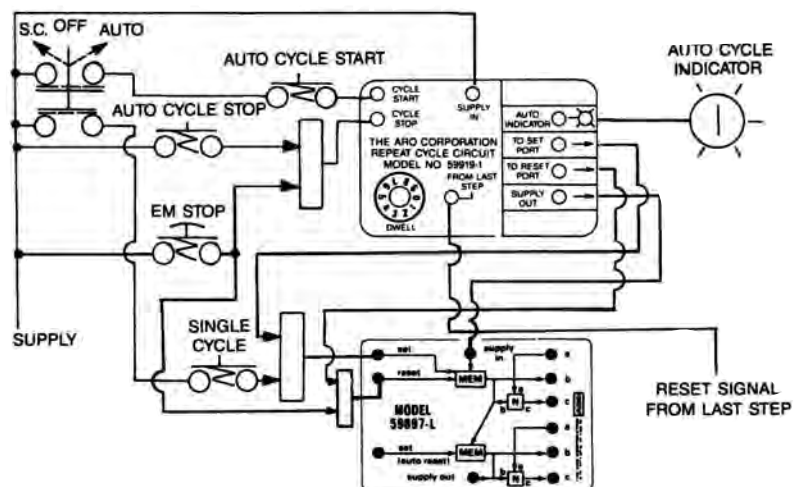 S.C. OFF AUTO
AUTO CYCLE START
AUTO CYCLE
INDICATOR
AUTO CYCLE STOP
CYCLE
START
CYCLE
STOP
SUPPLY
IN
AUTO
INDICATOR
TO SET
PORT
TO RESET
PORT
SUPPLY
OUT
THE ARO CORPORATION
REPEAT CYCLE CIRCUIT
MODEL NO 59919-1
FROM LAST
STEP
DWELL
EM STOP
SUPPLY
SINGLE
CYCLE
RESET SIGNAL
FROM LAST STEP
set
reset
supply
in
MEM
a
b
c
a
N
b
c
MODEL
59897-L
set
(auto reset)
MEM
supply out
a
b
c
a
N
b
c